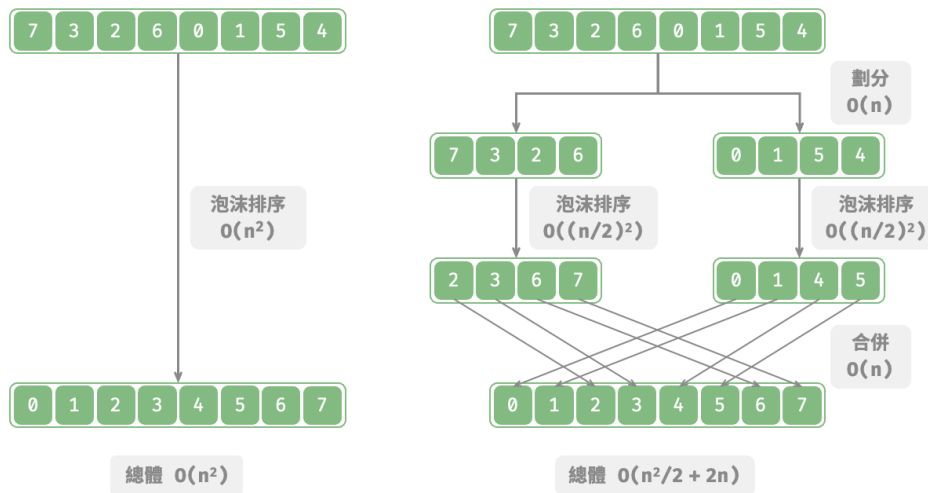 7 3 2 6 0 1 5 4
泡沫排序
O(n²)
0 1 2 3 4 5 6 7
總體 O(n²)
7 3 2 6 0 1 5 4
劃分
O(n)
7 3 2 6
0 1 5 4
泡沫排序
O((n/2)²)
泡沫排序
O((n/2)²)
2 3 6 7
0 1 4 5
合併
O(n)
0 1 2 3 4 5 6 7
總體 O(n²/2 + 2n)